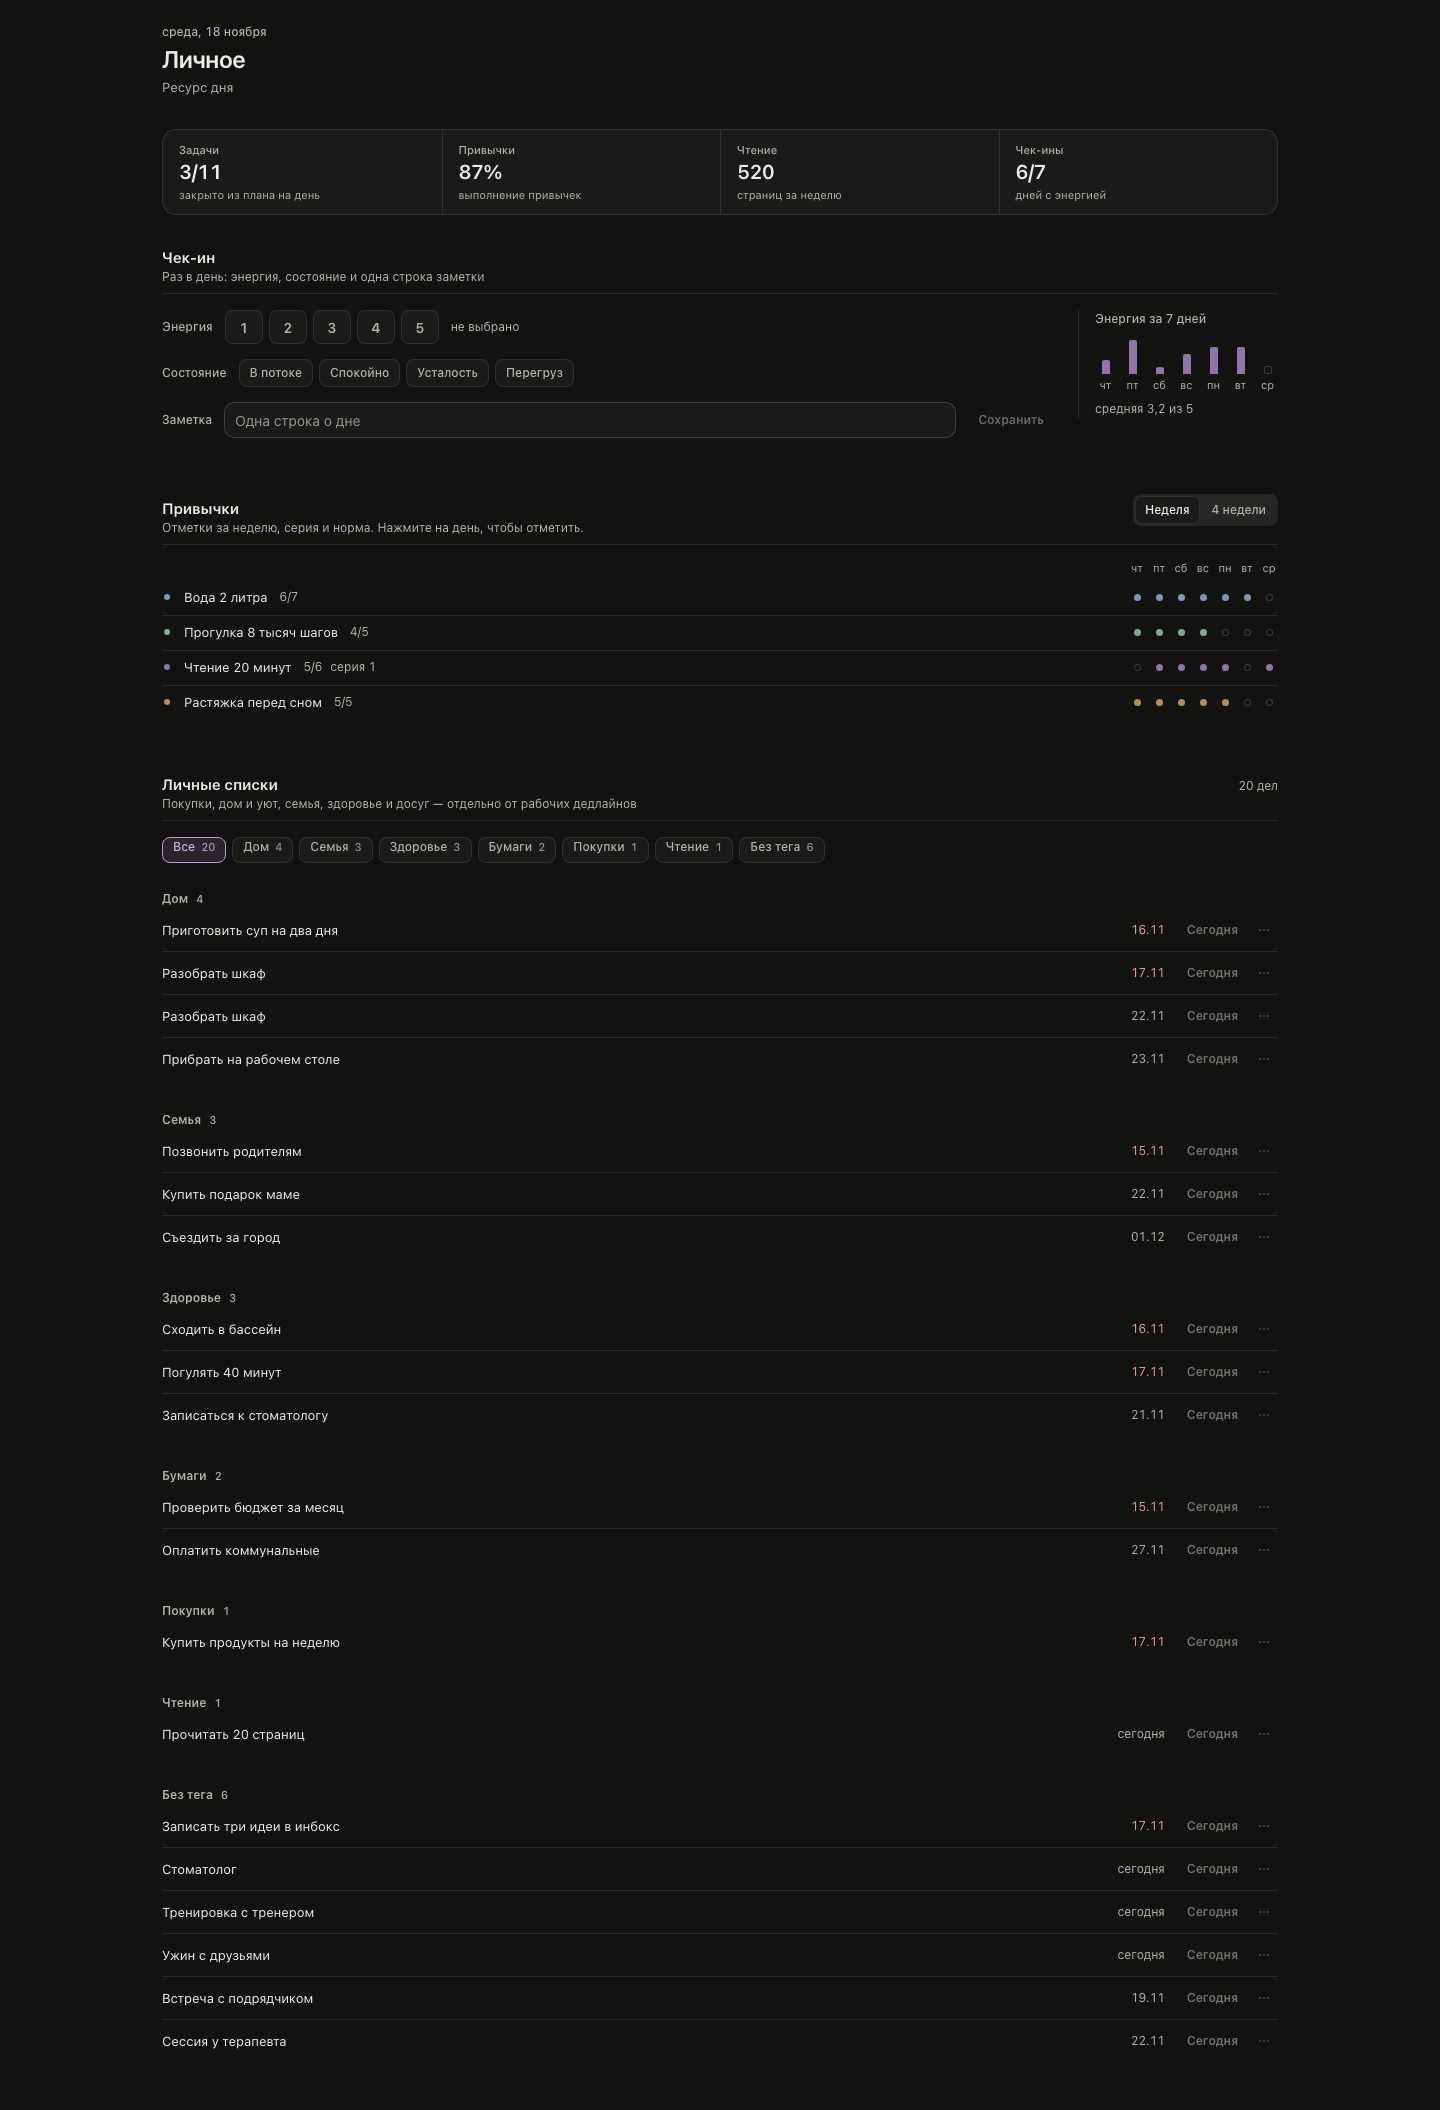 среда, 18 ноября
Личное
Ресурс дня
Задачи
3/11
закрыто из плана на день
Привычки
87%
выполнение привычек
Чтение
520
страниц за неделю
Чек-ины
6/7
дней с энергией
Чек-ин
Раз в день: энергия, состояние и одна строка заметки
Энергия 1 2 3 4 5 не выбрано
Состояние В потоке Спокойно Усталость Перегруз
Заметка Одна строка о дне Сохранить
Энергия за 7 дней
чт пт сб вс пн вт ср
средняя 3,2 из 5
Привычки
Отметки за неделю, серия и норма. Нажмите на день, чтобы отметить.
Неделя 4 недели
чт пт сб вс пн вт ср
Вода 2 литра 6/7
Прогулка 8 тысяч шагов 4/5
Чтение 20 минут 5/6 серия 1
Растяжка перед сном 5/5
Личные списки
Покупки, дом и уют, семья, здоровье и досуг — отдельно от рабочих дедлайнов
20 дел
Все 20 Дом 4 Семья 3 Здоровье 3 Бумаги 2 Покупки 1 Чтение 1 Без тега 6
Дом 4
Приготовить суп на два дня 16.11 Сегодня ···
Разобрать шкаф 17.11 Сегодня ···
Разобрать шкаф 22.11 Сегодня ···
Прибрать на рабочем столе 23.11 Сегодня ···
Семья 3
Позвонить родителям 15.11 Сегодня ···
Купить подарок маме 22.11 Сегодня ···
Съездить за город 01.12 Сегодня ···
Здоровье 3
Сходить в бассейн 16.11 Сегодня ···
Погулять 40 минут 17.11 Сегодня ···
Записаться к стоматологу 21.11 Сегодня ···
Бумаги 2
Проверить бюджет за месяц 15.11 Сегодня ···
Оплатить коммунальные 27.11 Сегодня ···
Покупки 1
Купить продукты на неделю 17.11 Сегодня ···
Чтение 1
Прочитать 20 страниц сегодня Сегодня ···
Без тега 6
Записать три идеи в инбокс 17.11 Сегодня ···
Стоматолог сегодня Сегодня ···
Тренировка с тренером сегодня Сегодня ···
Ужин с друзьями сегодня Сегодня ···
Встреча с подрядчиком 19.11 Сегодня ···
Сессия у терапевта 22.11 Сегодня ···